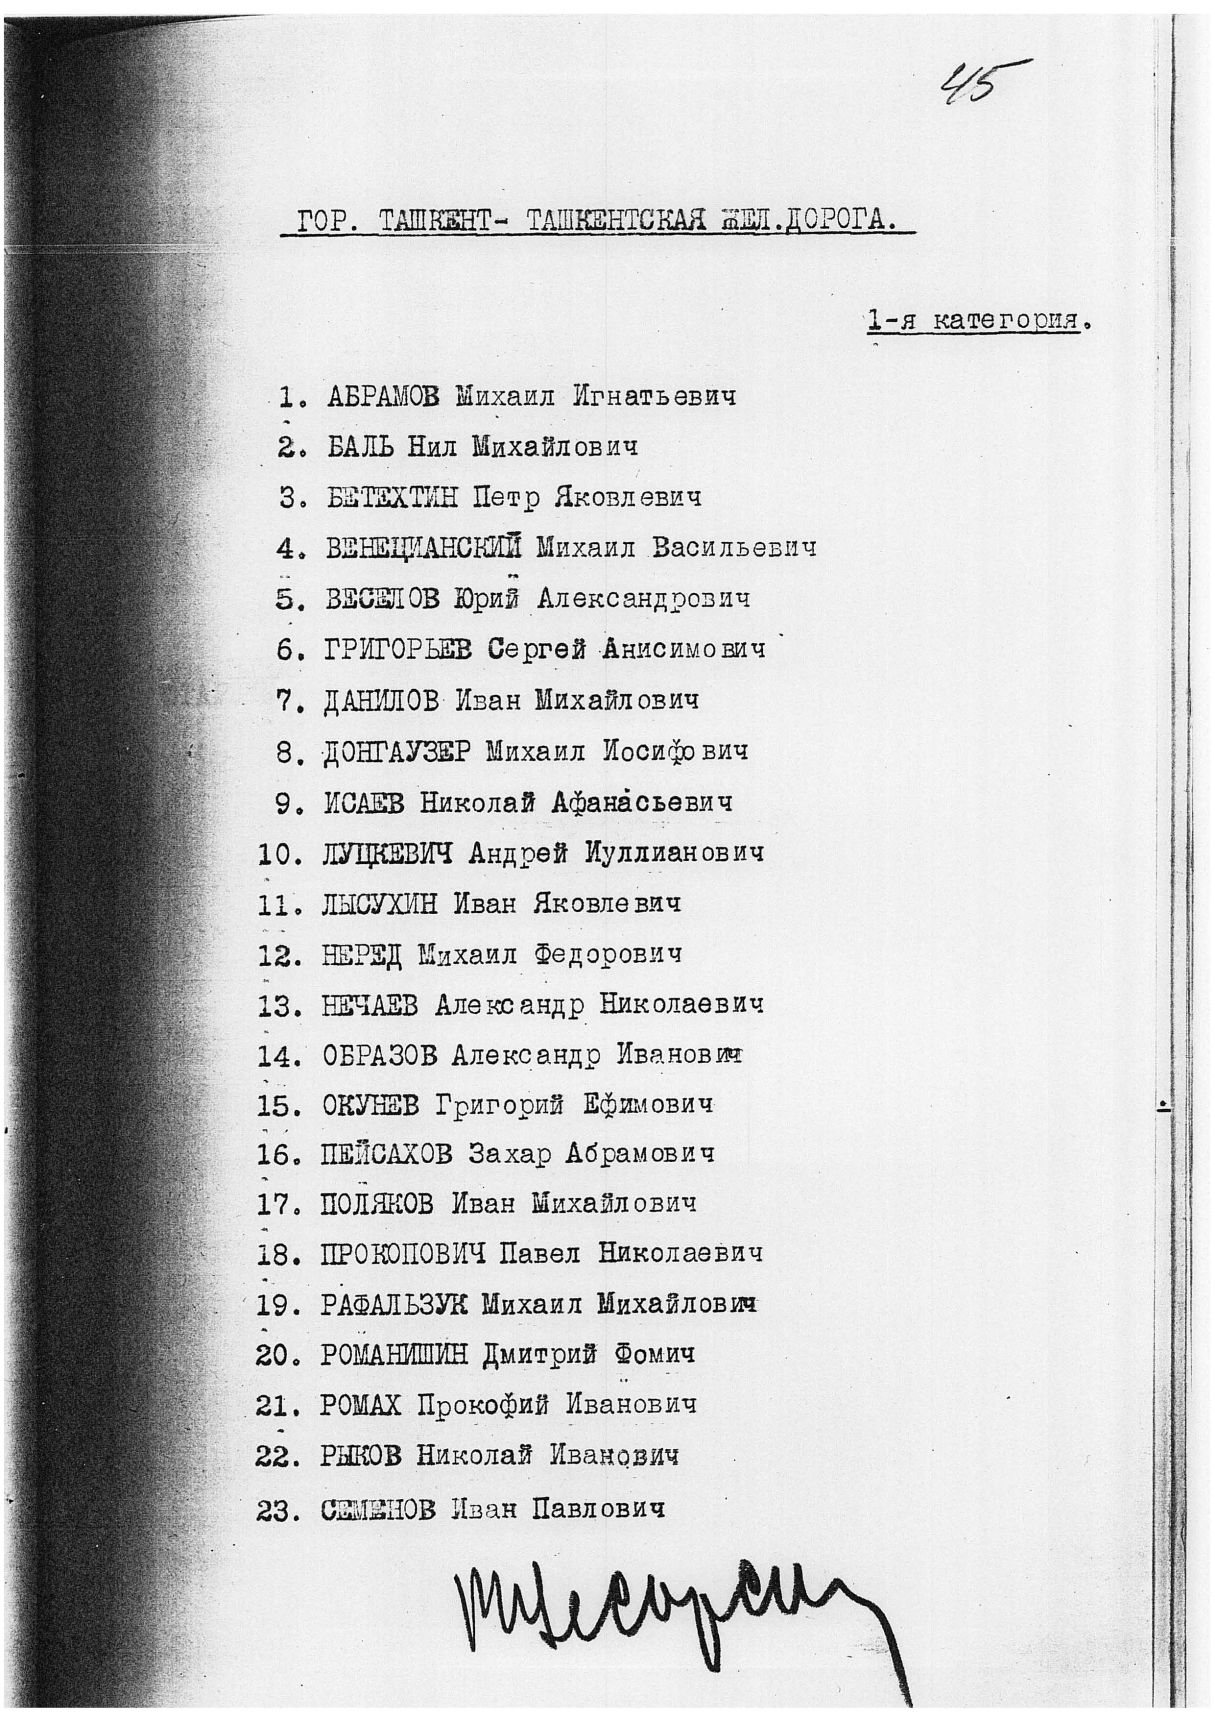 45
ГОР. ТАШКЕНТ- ТАШКЕНТСКАЯ ЖЕЛ.ДОРОГА.
1-я категория.
1. АБРАМОВ Михаил Игнатьевич
2. БАЛЬ Нил Михайлович
3. БЕТЕХТИН Петр Яковлевич
4. ВЕНЕЦИАНСКИЙ Михаил Васильевич
5. ВЕСЕЛОВ Юрий Александрович
6. ГРИГОРЬЕВ Сергей Анисимович
7. ДАНИЛОВ Иван Михайлович
8. ДОНГАУЗЕР Михаил Иосифович
9. ИСАЕВ Николай Афанасьевич
10. ЛУЦКЕВИЧ Андрей Иуллианович
11. ЛЫСУХИН Иван Яковлевич
12. НЕРЕД Михаил Федорович
13. НЕЧАЕВ Александр Николаевич
14. ОБРАЗОВ Александр Иванович
15. ОКУНЕВ Григорий Ефимович
16. ПЕЙСАХОВ Захар Абрамович
17. ПОЛЯКОВ Иван Михайлович
18. ПРОКОПОВИЧ Павел Николаевич
19. РАФАЛЬЗУК Михаил Михайлович
20. РОМАНИШИН Дмитрий Фомич
21. РОМАХ Прокофий Иванович
22. РЫКОВ Николай Иванович
23. СЕМЕНОВ Иван Павлович